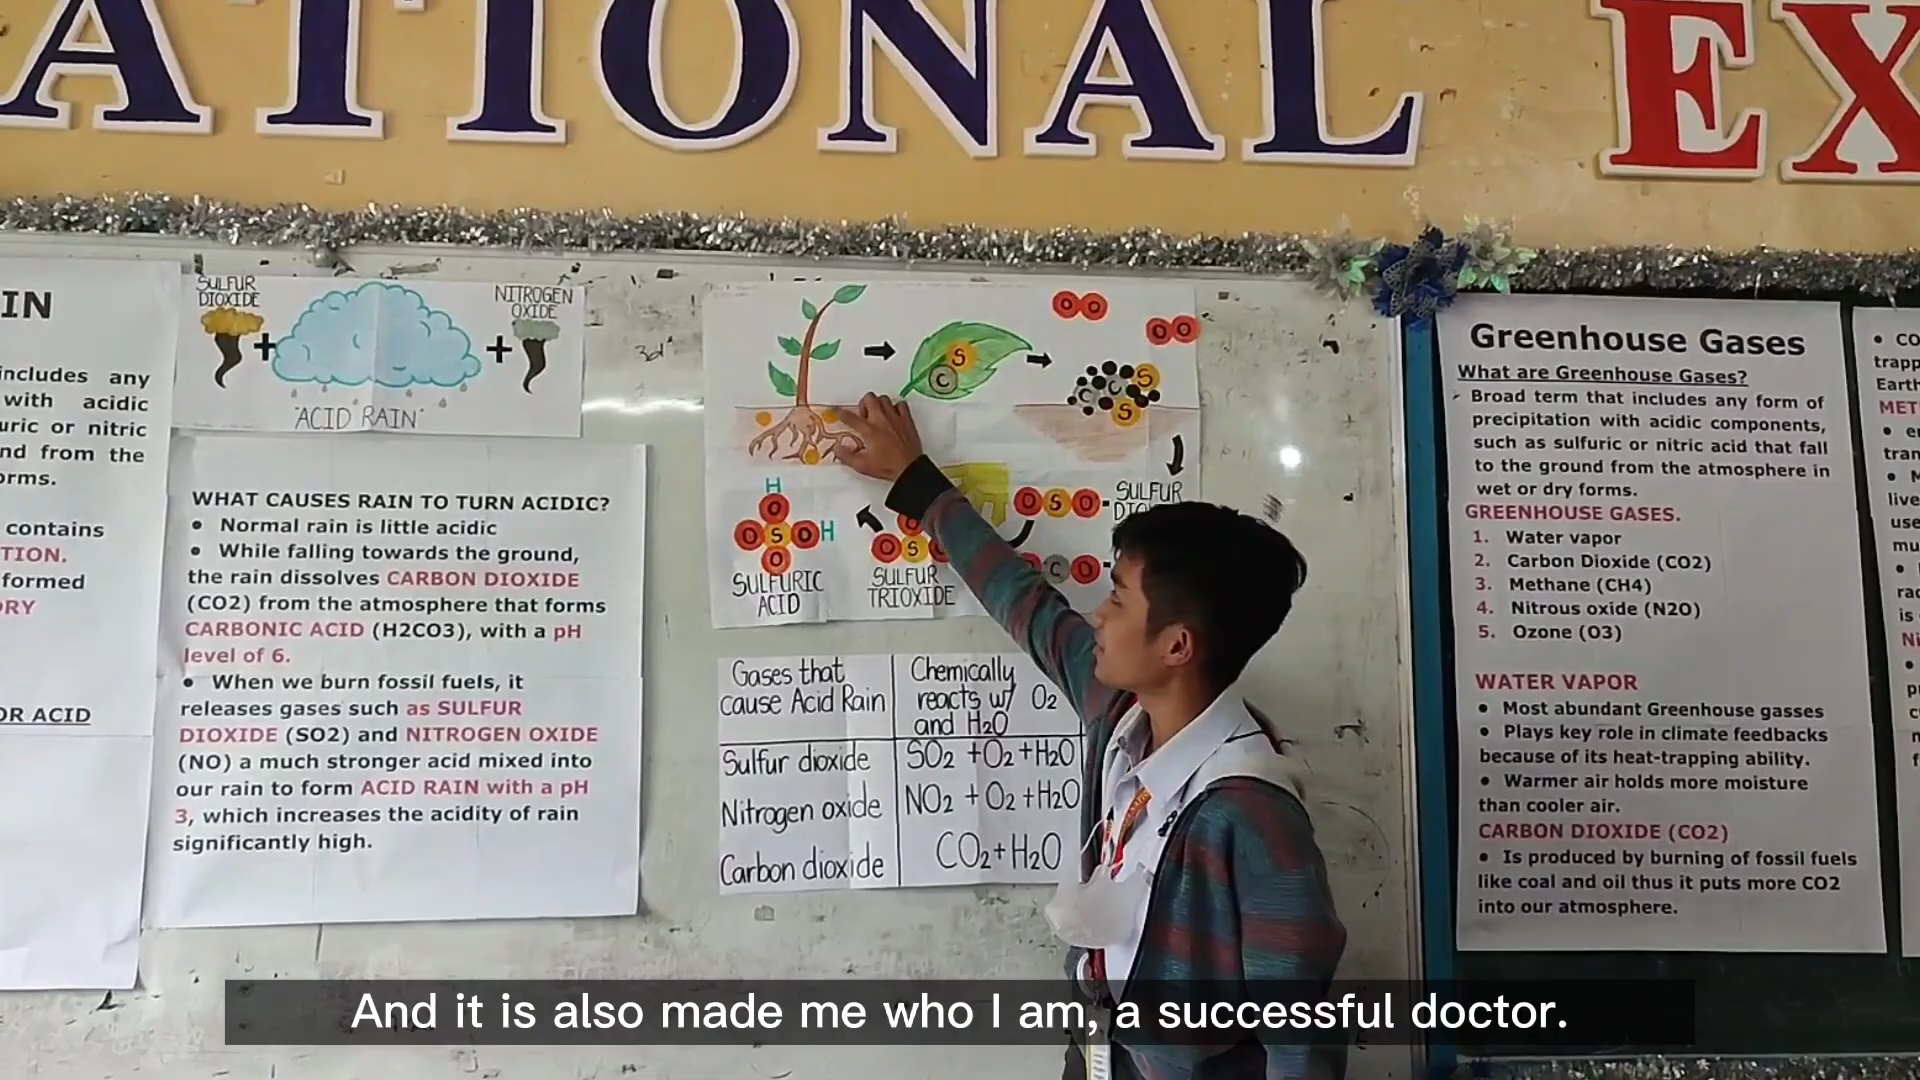 ATIONAL EX
IN
includes any
with acidic
uric or nitric
nd from the
orms.
contains
TION.
formed
ORY
OR ACID
SULFUR
DIOXIDE
+
+
NITROGEN
OXIDE
"ACID RAIN"
WHAT CAUSES RAIN TO TURN ACIDIC?
• Normal rain is little acidic
• While falling towards the ground,
the rain dissolves CARBON DIOXIDE
(CO2) from the atmosphere that forms
CARBONIC ACID (H2CO3), with a pH
level of 6.
• When we burn fossil fuels, it
releases gases such as SULFUR
DIOXIDE (SO2) and NITROGEN OXIDE
(NO) a much stronger acid mixed into
our rain to form ACID RAIN with a pH
3, which increases the acidity of rain
significantly high.
O O
O O
S
C
C C S
S
H
O
O S O H
O
SULFURIC
ACID
O
O S O
SULFUR
TRIOXIDE
O S O - SULFUR
C O -
Gases that
cause Acid Rain
Chemically
reacts w/ O2
and H2O
Sulfur dioxide
SO2 + O2 + H2O
Nitrogen oxide
NO2 + O2 + H2O
Carbon dioxide
CO2 + H2O
Greenhouse Gases
What are Greenhouse Gases?
Broad term that includes any form of
precipitation with acidic components,
such as sulfuric or nitric acid that fall
to the ground from the atmosphere in
wet or dry forms.
GREENHOUSE GASES.
1. Water vapor
2. Carbon Dioxide (CO2)
3. Methane (CH4)
4. Nitrous oxide (N2O)
5. Ozone (O3)
WATER VAPOR
• Most abundant Greenhouse gasses
• Plays key role in climate feedbacks
because of its heat-trapping ability.
• Warmer air holds more moisture
than cooler air.
CARBON DIOXIDE (CO2)
• Is produced by burning of fossil fuels
like coal and oil thus it puts more CO2
into our atmosphere.
• CO
trapp
Earth
MET
• e
tran
• M
live
use
mu
rad
is
Ni
And it is also made me who I am, a successful doctor.